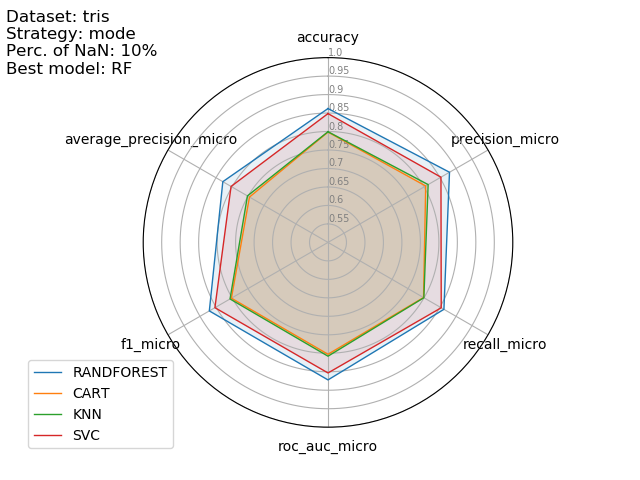 Dataset: tris
Strategy: mode
Perc. of NaN: 10%
Best model: RF
accuracy
1.0
0.95
0.9
0.85
0.8
0.75
0.7
0.65
0.6
0.55
average_precision_micro
precision_micro
f1_micro
recall_micro
roc_auc_micro
RANDFOREST
CART
KNN
SVC